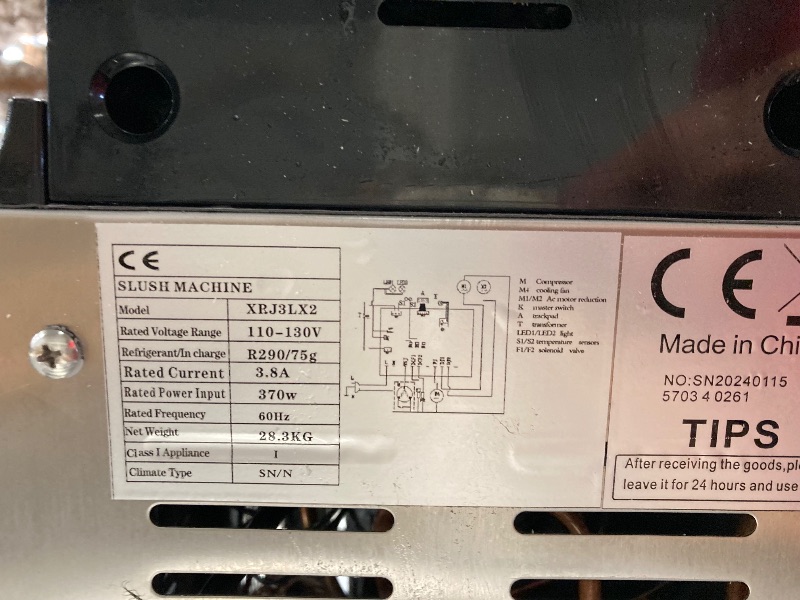 CE
SLUSH MACHINE
Model XRJ3LX2
Rated Voltage Range 110-130V
Refrigerant/In charge R290/75g
Rated Current 3.8A
Rated Power Input 370w
Rated Frequency 60Hz
Net Weight 28.3KG
Class I Appliance I
Climate Type SN/N
M Compressor
M4 cooling fan
M1/M2 Ac motor reduction
K master switch
A trackpad
T transformer
LED1/LED2 light
S1/S2 temperature sensors
F1/F2 solenoid valve
CE
Made in Chi
NO:SN20240115
5703 4 0261
TIPS
After receiving the goods,pl
leave it for 24 hours and use